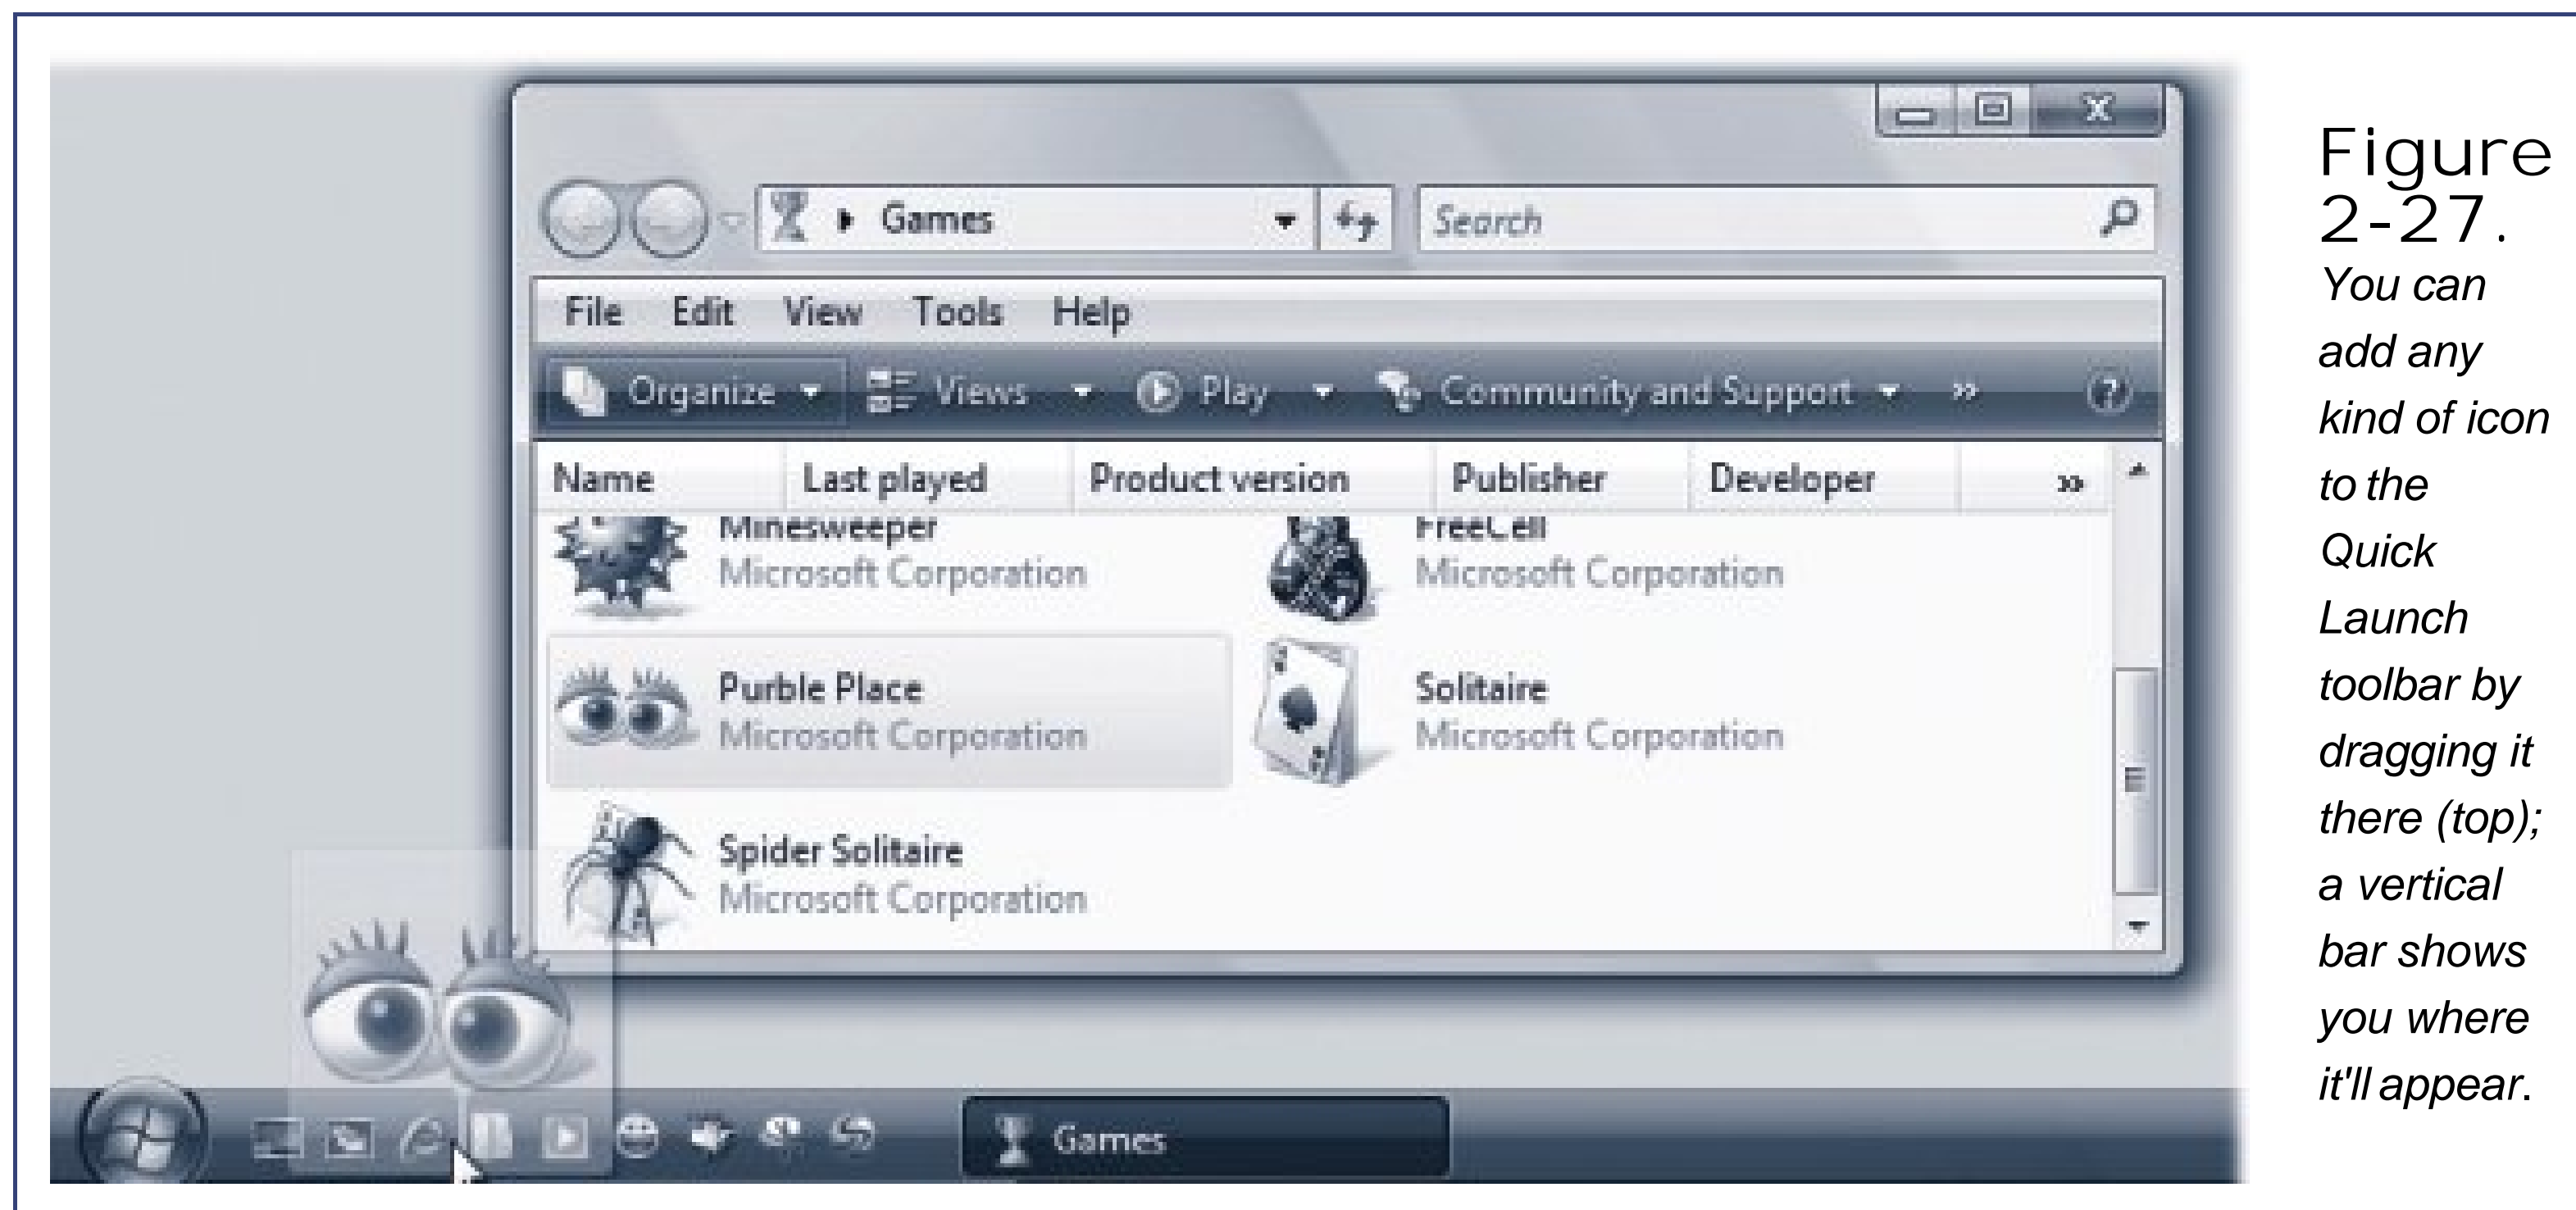 Games
Search
File Edit View Tools Help
Organize Views Play Community and Support »
Name Last played Product version Publisher Developer »
Minesweeper
Microsoft Corporation
FreeCell
Microsoft Corporation
Purble Place
Microsoft Corporation
Solitaire
Microsoft Corporation
Spider Solitaire
Microsoft Corporation
Games
Figure
2-27.
You can
add any
kind of icon
to the
Quick
Launch
toolbar by
dragging it
there (top);
a vertical
bar shows
you where
it'll appear.